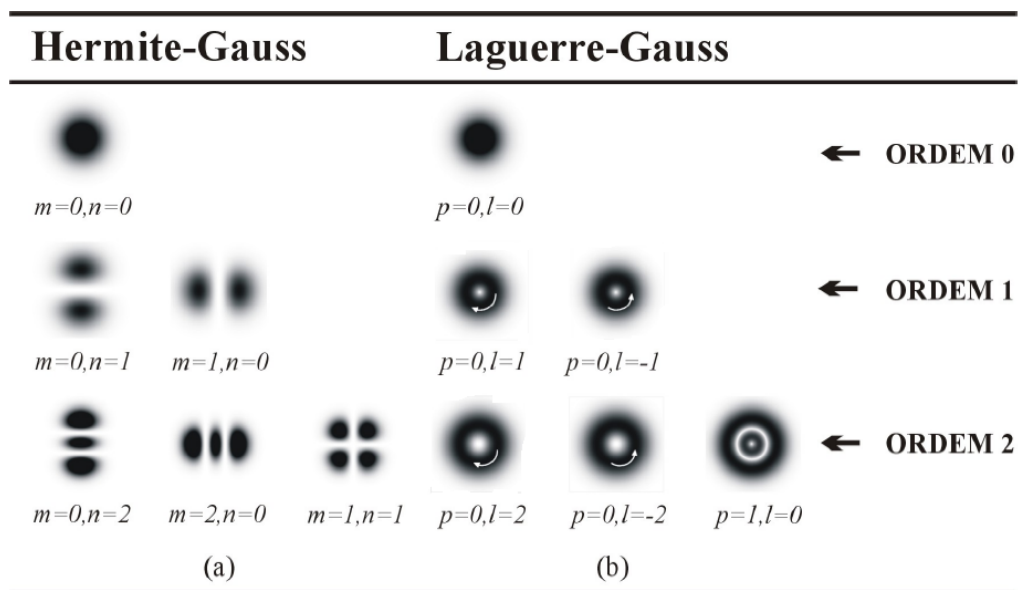 Hermite-Gauss Laguerre-Gauss
ORDEM 0
m=0,n=0 p=0,l=0
ORDEM 1
m=0,n=1 m=1,n=0 p=0,l=1 p=0,l=-1
ORDEM 2
m=0,n=2 m=2,n=0 m=1,n=1 p=0,l=2 p=0,l=-2 p=1,l=0
(a) (b)